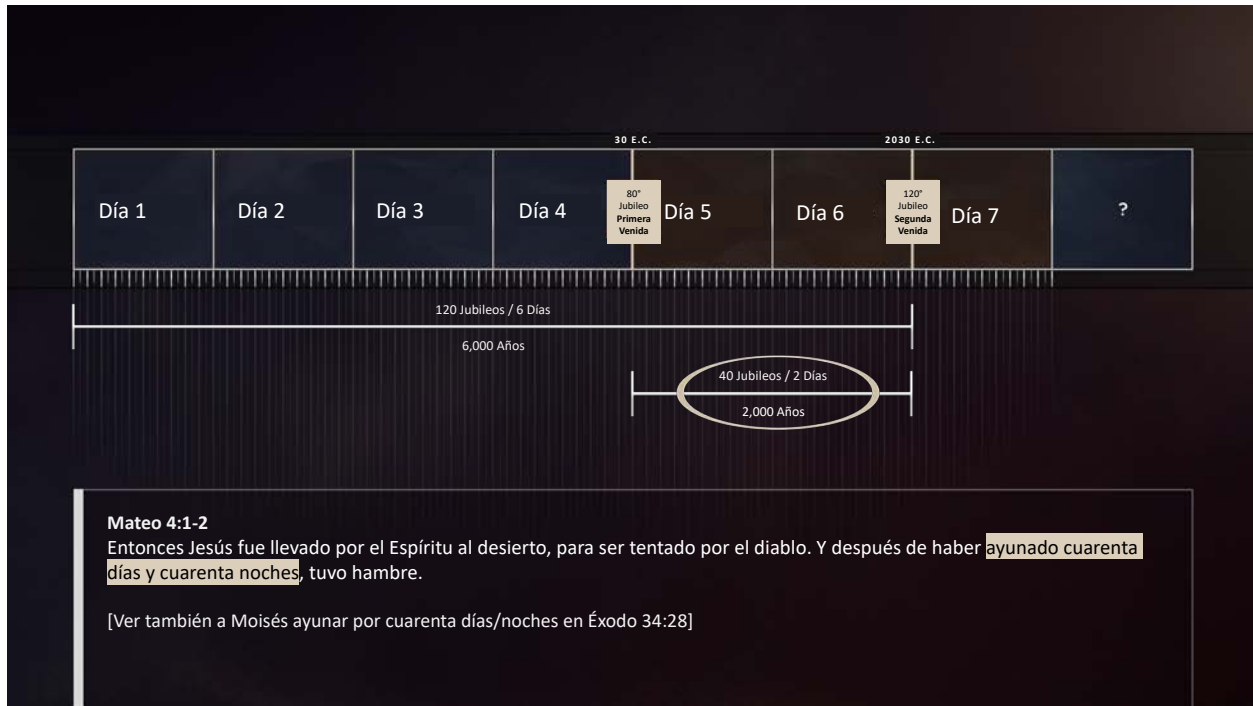 30 E.C.
2030 E.C.
Día 1
Día 2
Día 3
Día 4
80°
Jubileo
Primera
Venida
Día 5
Día 6
120°
Jubileo
Segunda
Venida
Día 7
?
120 Jubileos / 6 Días
6,000 Años
40 Jubileos / 2 Días
2,000 Años
Mateo 4:1-2
Entonces Jesús fue llevado por el Espíritu al desierto, para ser tentado por el diablo. Y después de haber ayunado cuarenta
días y cuarenta noches, tuvo hambre.
[Ver también a Moisés ayunar por cuarenta días/noches en Éxodo 34:28]